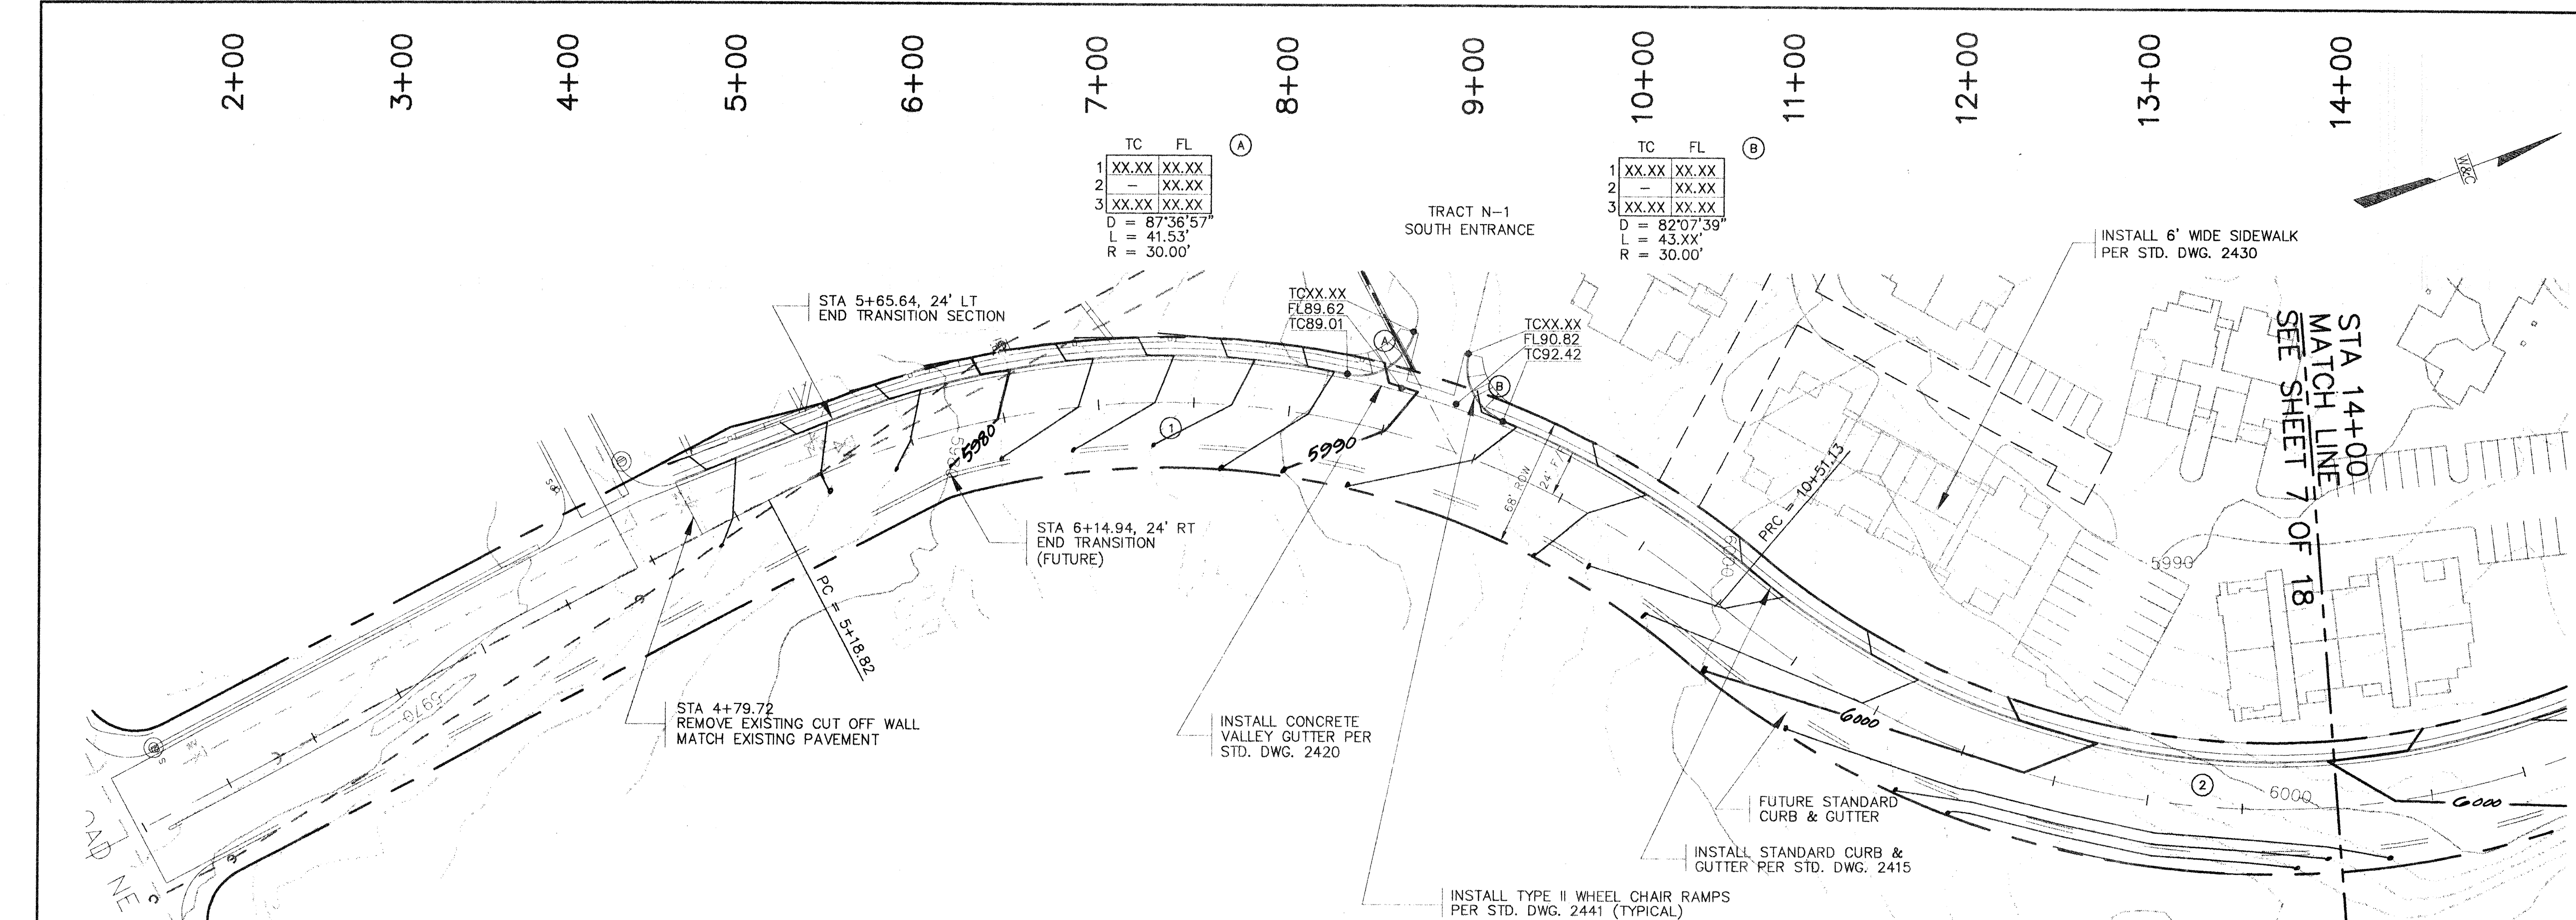 2+00
3+00
4+00
5+00
6+00
7+00
8+00
9+00
10+00
11+00
12+00
13+00
14+00
TC FL A
1 XX.XX XX.XX
2 – XX.XX
3 XX.XX XX.XX
D = 87°36'57"
L = 41.53'
R = 30.00'
TRACT N-1
SOUTH ENTRANCE
TC FL B
1 XX.XX XX.XX
2 – XX.XX
3 XX.XX XX.XX
D = 82°07'39"
L = 43.XX'
R = 30.00'
W&C
INSTALL 6' WIDE SIDEWALK
PER STD. DWG. 2430
STA 5+65.64, 24' LT
END TRANSITION SECTION
TCXX.XX
FL89.62
TC89.01
A
TCXX.XX
FL90.82
TC92.42
B
STA 14+00
MATCH LINE
SEE SHEET 7 OF 18
1
5980
5990
68' ROW
24' F/
PRC = 10+51.13
6000
5990
STA 6+14.94, 24' RT
END TRANSITION
(FUTURE)
PC = 5+18.82
5970
STA 4+79.72
REMOVE EXISTING CUT OFF WALL
MATCH EXISTING PAVEMENT
INSTALL CONCRETE
VALLEY GUTTER PER
STD. DWG. 2420
6000
2
6000
6000
FUTURE STANDARD
CURB & GUTTER
INSTALL STANDARD CURB &
GUTTER PER STD. DWG. 2415
INSTALL TYPE II WHEEL CHAIR RAMPS
PER STD. DWG. 2441 (TYPICAL)
OAD NE